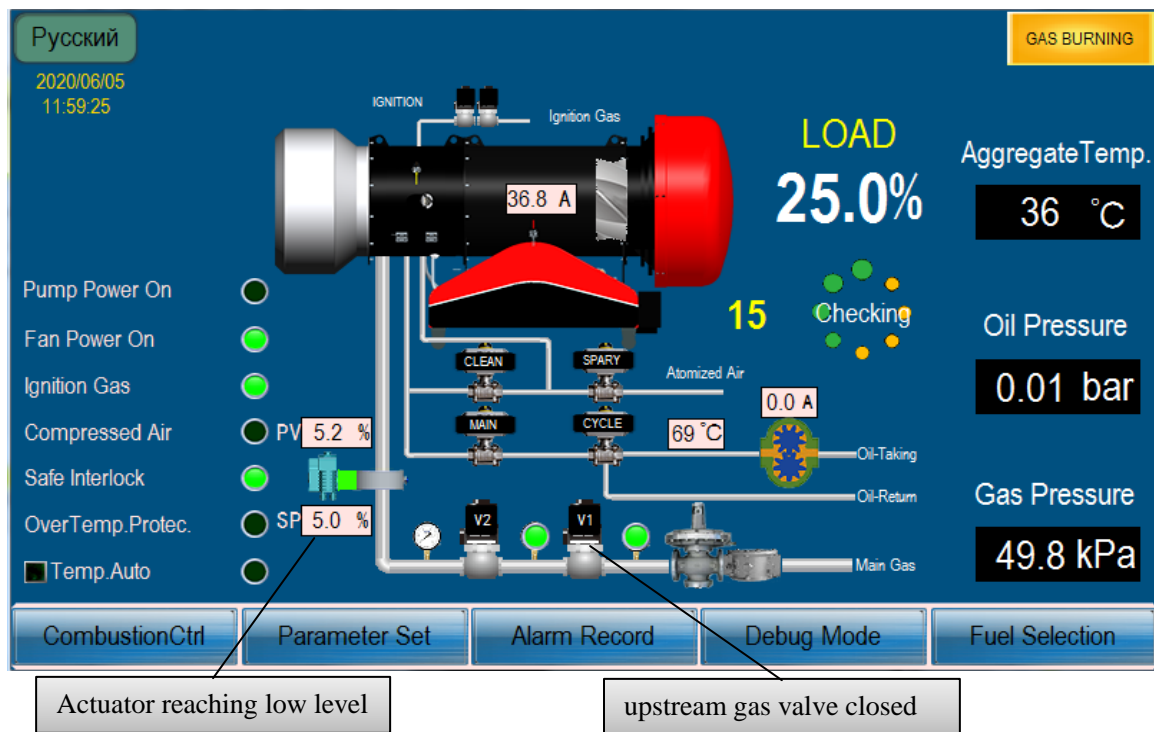 Русский
GAS BURNING
2020/06/05
11:59:25
IGNITION
Ignition Gas
LOAD
25.0%
AggregateTemp.
36 °C
36.8 A
Pump Power On
Fan Power On
Ignition Gas
Compressed Air
Safe Interlock
OverTemp.Protec.
Temp.Auto
PV 5.2 %
SP 5.0 %
15
Checking
Oil Pressure
0.01 bar
CLEAN
SPARY
Atomized Air
MAIN
CYCLE
69 °C
0.0 A
Oil-Taking
Oil-Return
V2
V1
Main Gas
Gas Pressure
49.8 kPa
CombustionCtrl
Parameter Set
Alarm Record
Debug Mode
Fuel Selection
Actuator reaching low level
upstream gas valve closed